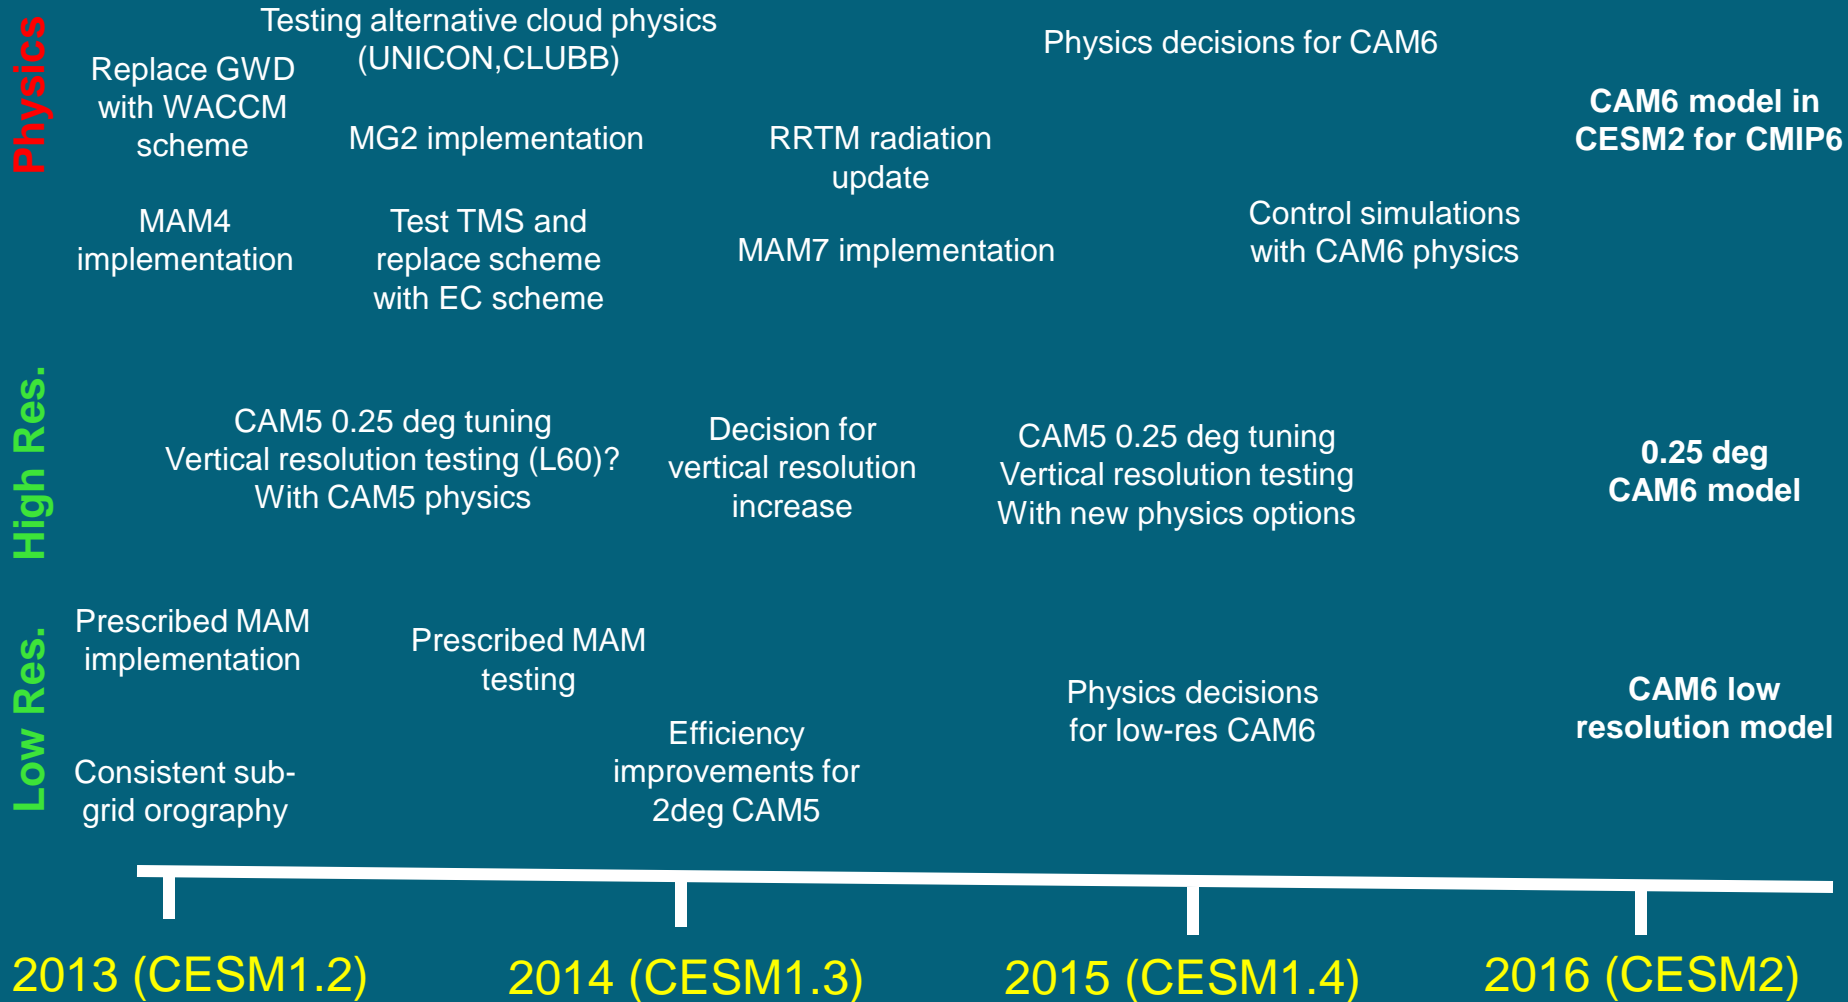 Physics
Testing alternative cloud physics
(UNICON,CLUBB)
Physics decisions for CAM6
Replace GWD
with WACCM
scheme
MG2 implementation
RRTM radiation
update
CAM6 model in
CESM2 for CMIP6
MAM4
implementation
Test TMS and
replace scheme
with EC scheme
MAM7 implementation
Control simulations
with CAM6 physics
High Res.
CAM5 0.25 deg tuning
Vertical resolution testing (L60)?
With CAM5 physics
Decision for
vertical resolution
increase
CAM5 0.25 deg tuning
Vertical resolution testing
With new physics options
0.25 deg
CAM6 model
Low Res.
Prescribed MAM
implementation
Prescribed MAM
testing
Physics decisions
for low-res CAM6
CAM6 low
resolution model
Consistent sub-
grid orography
Efficiency
improvements for
2deg CAM5
2013 (CESM1.2)
2014 (CESM1.3)
2015 (CESM1.4)
2016 (CESM2)